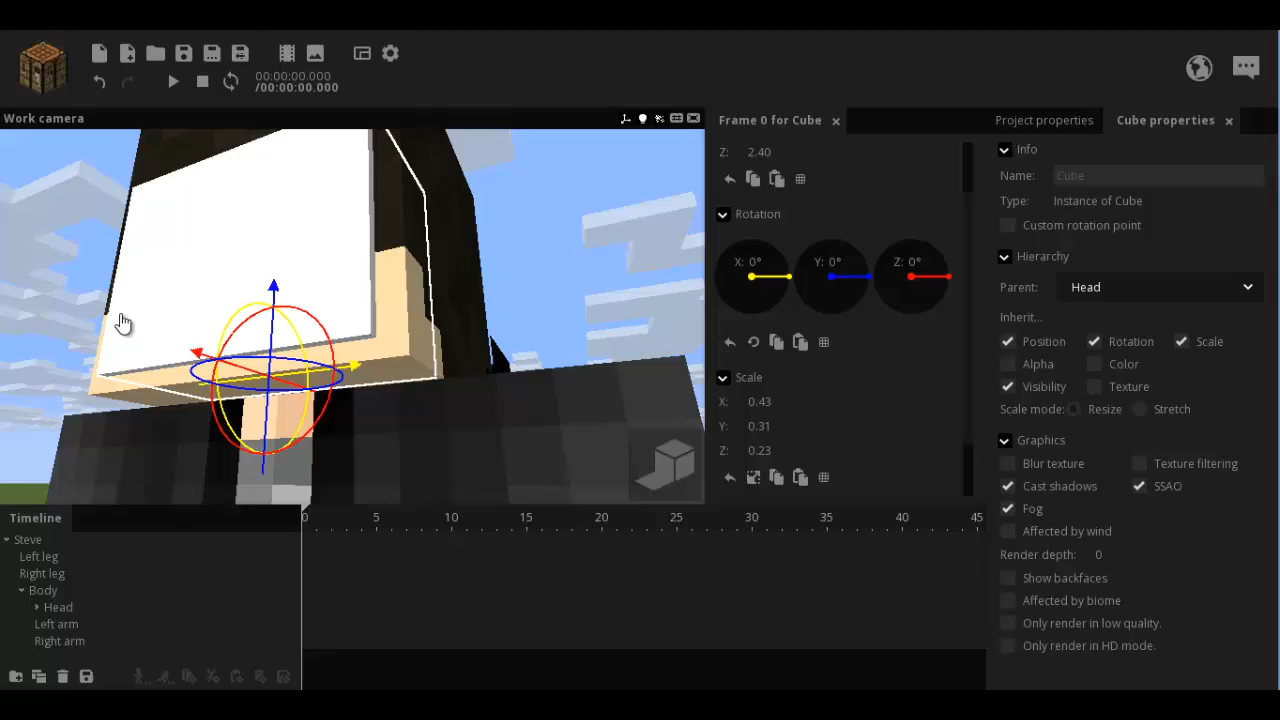 00:00:00.000
/00:00:00.000
Work camera
Frame 0 for Cube
Project properties
Cube properties
Z: 2.40
Rotation
X: 0°
Y: 0°
Z: 0°
Scale
X: 0.43
Y: 0.31
Z: 0.23
Info
Name: Cube
Type: Instance of Cube
Custom rotation point
Hierarchy
Parent: Head
Inherit...
Position Rotation Scale
Alpha Color
Visibility Texture
Scale mode: Resize Stretch
Graphics
Blur texture Texture filtering
Cast shadows SSAO
Fog
Affected by wind
Render depth: 0
Show backfaces
Affected by biome
Only render in low quality.
Only render in HD mode.
Timeline
0 5 10 15 20 25 30 35 40 45
Steve
Left leg
Right leg
Body
Head
Left arm
Right arm